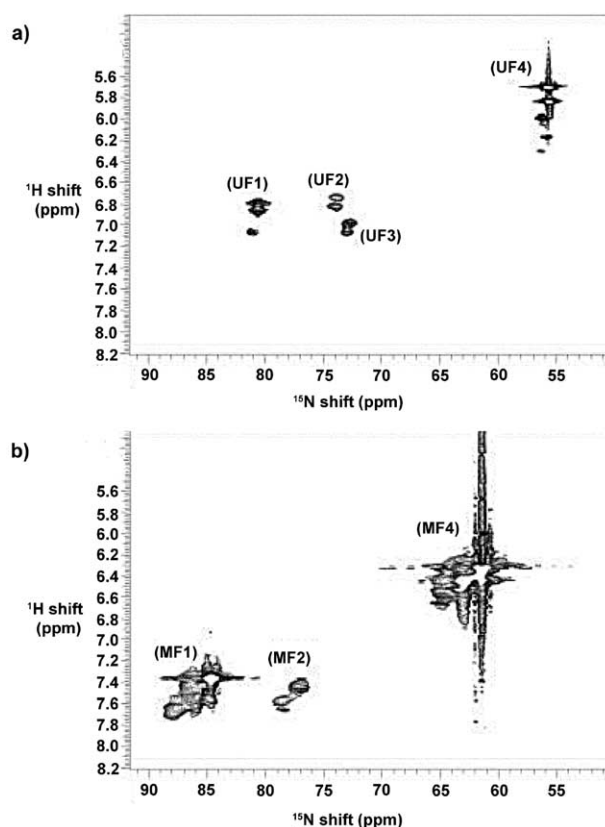 a)
(UF4)
5.6
5.8
6.0
6.2
6.4
6.6
6.8
7.0
7.2
7.4
7.6
7.8
8.0
8.2
¹H shift
(ppm)
(UF1)
(UF2)
(UF3)
90 85 80 75 70 65 60 55
¹⁵N shift (ppm)
b)
5.6
5.8
6.0
6.2
6.4
6.6
6.8
7.0
7.2
7.4
7.6
7.8
8.0
8.2
¹H shift
(ppm)
(MF4)
(MF1)
(MF2)
90 85 80 75 70 65 60 55
¹⁵N shift (ppm)